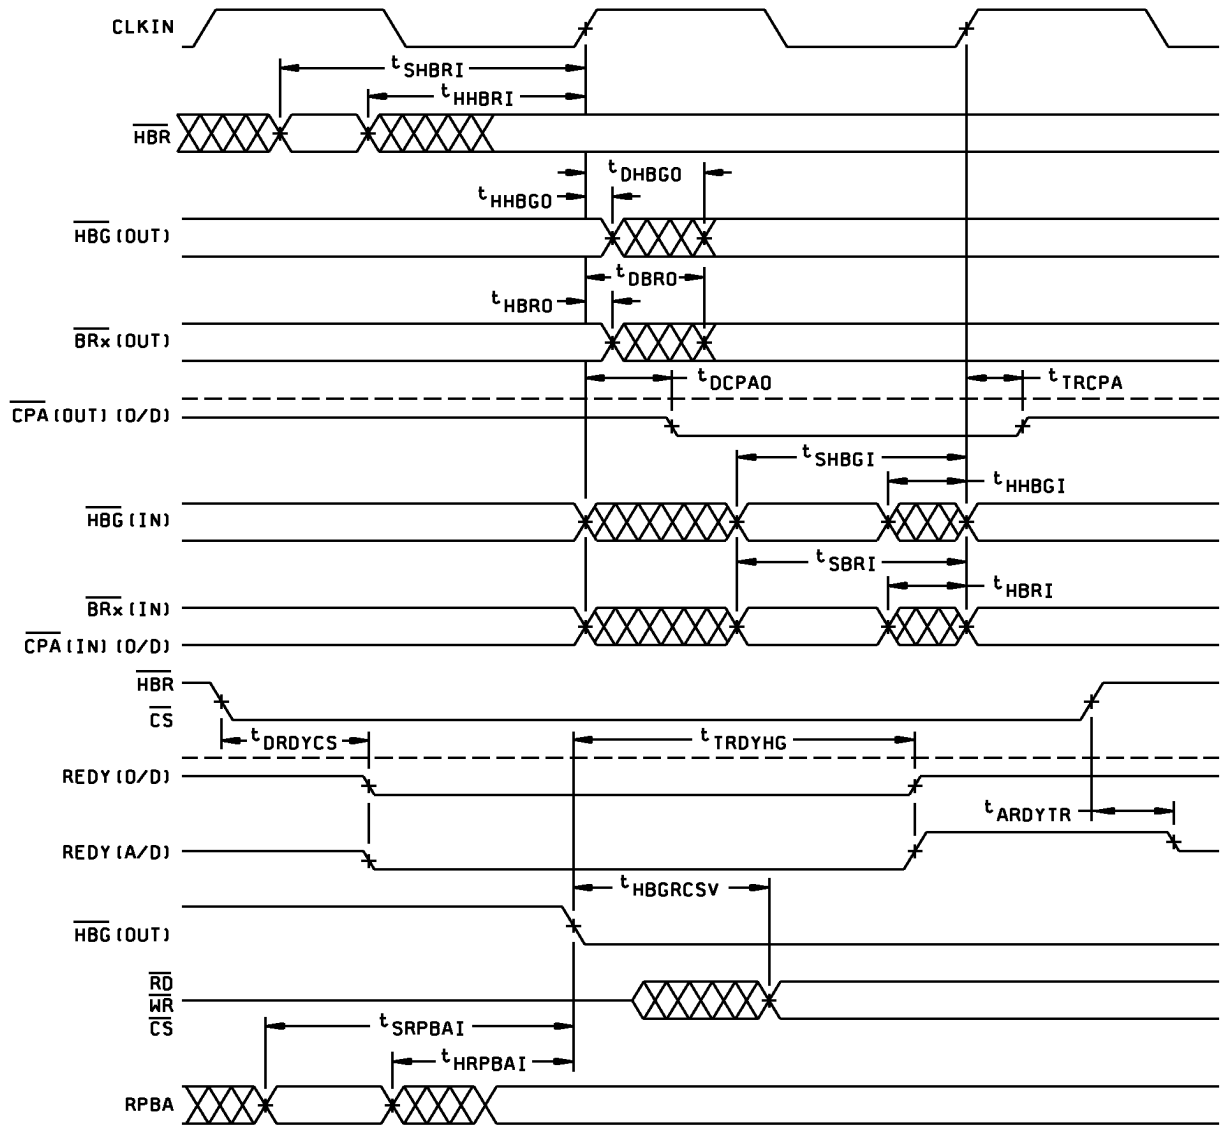 CLKIN
tSHBRI
tHHBRI
HBR
tDHBGO
tHHBGO
HBG(OUT)
tDBRO
tHBRO
BRx(OUT)
tDCPAO
tTRCPA
CPA(OUT)(O/D)
tSHBGI
tHHBGI
HBG(IN)
tSBRI
tHBRI
BRx(IN)
CPA(IN)(O/D)
HBR
CS
tDRDYCS
tTRDYHG
REDY(O/D)
tARDYTR
REDY(A/D)
tHBGRCSV
HBG(OUT)
RD
WR
CS
tSRPBAI
tHRPBAI
RPBA